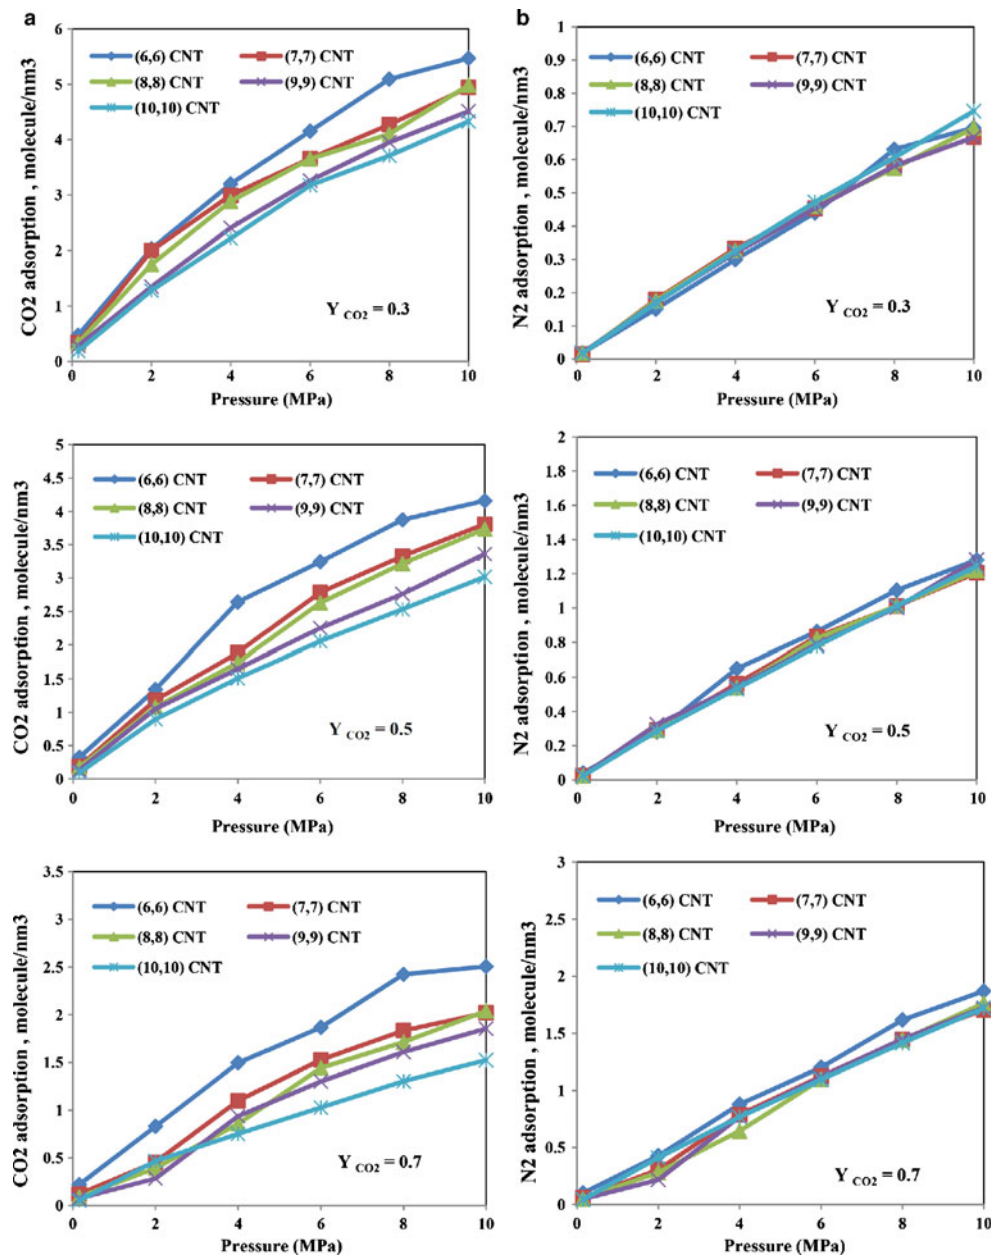 a
6
5
4
3
2
1
0
(6,6) CNT
(7,7) CNT
(8,8) CNT
(9,9) CNT
(10,10) CNT
CO2 adsorption , molecule/nm3
Y CO2 = 0.3
0 2 4 6 8 10
Pressure (MPa)
b
1
0.9
0.8
0.7
0.6
0.5
0.4
0.3
0.2
0.1
0
(6,6) CNT
(7,7) CNT
(8,8) CNT
(9,9) CNT
(10,10) CNT
N2 adsorption , molecule/nm3
Y CO2 = 0.3
0 2 4 6 8 10
Pressure (MPa)
5
4.5
4
3.5
3
2.5
2
1.5
1
0.5
0
(6,6) CNT
(7,7) CNT
(8,8) CNT
(9,9) CNT
(10,10) CNT
CO2 adsorption , molecule/nm3
Y CO2 = 0.5
0 2 4 6 8 10
Pressure (MPa)
2
1.8
1.6
1.4
1.2
1
0.8
0.6
0.4
0.2
0
(6,6) CNT
(7,7) CNT
(8,8) CNT
(9,9) CNT
(10,10) CNT
N2 adsorption , molecule/nm3
Y CO2 = 0.5
0 2 4 6 8 10
Pressure (MPa)
3.5
3
2.5
2
1.5
1
0.5
0
(6,6) CNT
(7,7) CNT
(8,8) CNT
(9,9) CNT
(10,10) CNT
CO2 adsorption , molecule/nm3
Y CO2 = 0.7
0 2 4 6 8 10
Pressure (MPa)
3
2.5
2
1.5
1
0.5
0
(6,6) CNT
(7,7) CNT
(8,8) CNT
(9,9) CNT
(10,10) CNT
N2 adsorption , molecule/nm3
Y CO2 = 0.7
0 2 4 6 8 10
Pressure (MPa)